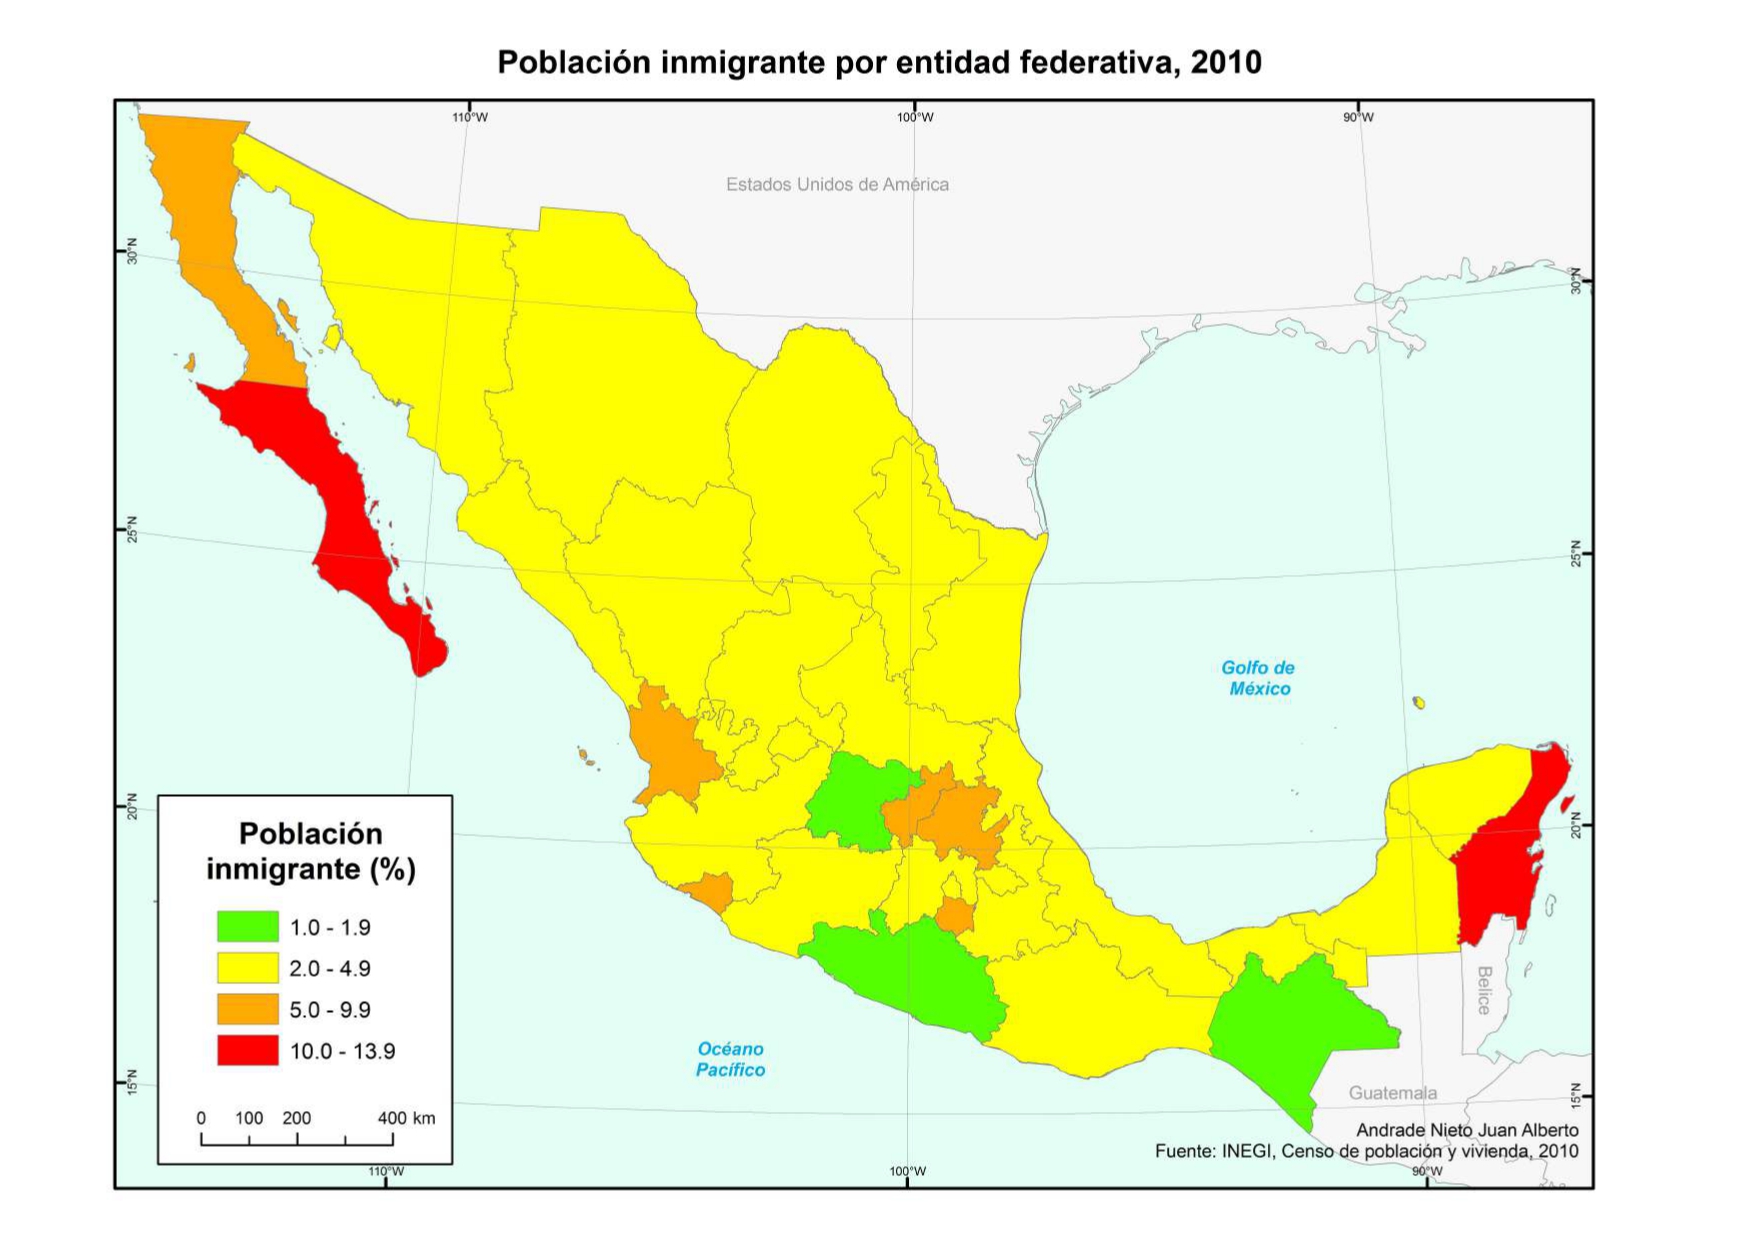 Población inmigrante por entidad federativa, 2010
110°W
100°W
90°W
Estados Unidos de América
30°N
30°N
25°N
25°N
Golfo de
México
20°N
20°N
Población
inmigrante (%)
1.0 - 1.9
2.0 - 4.9
5.0 - 9.9
10.0 - 13.9
0 100 200 400 km
Belice
Océano
Pacífico
15°N
15°N
Guatemala
Andrade Nieto Juan Alberto
Fuente: INEGI, Censo de población y vivienda, 2010
110°W
100°W
90°W